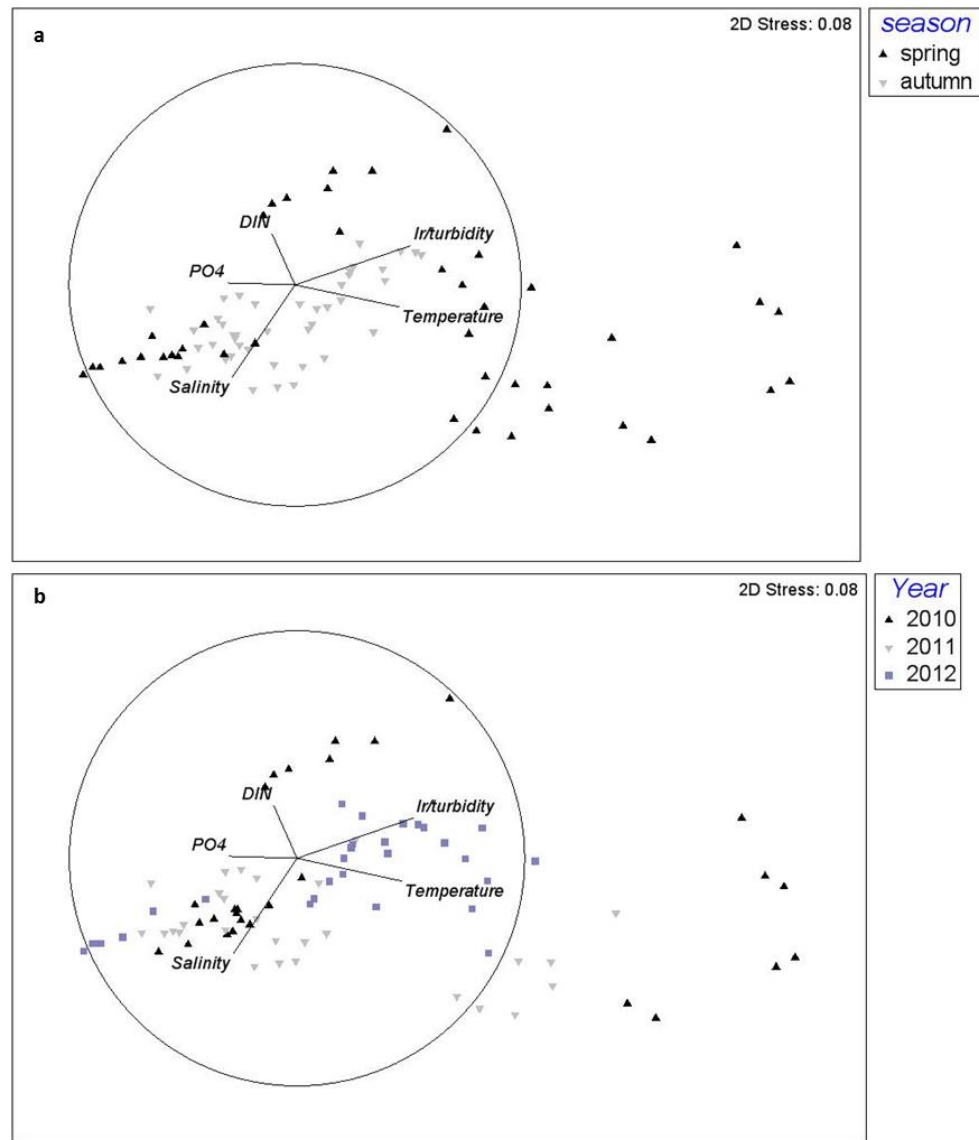 a
2D Stress: 0.08
season
spring
autumn
DIN
Ir/turbidity
PO4
Temperature
Salinity
b
2D Stress: 0.08
Year
2010
2011
2012
DIN
Ir/turbidity
PO4
Temperature
Salinity